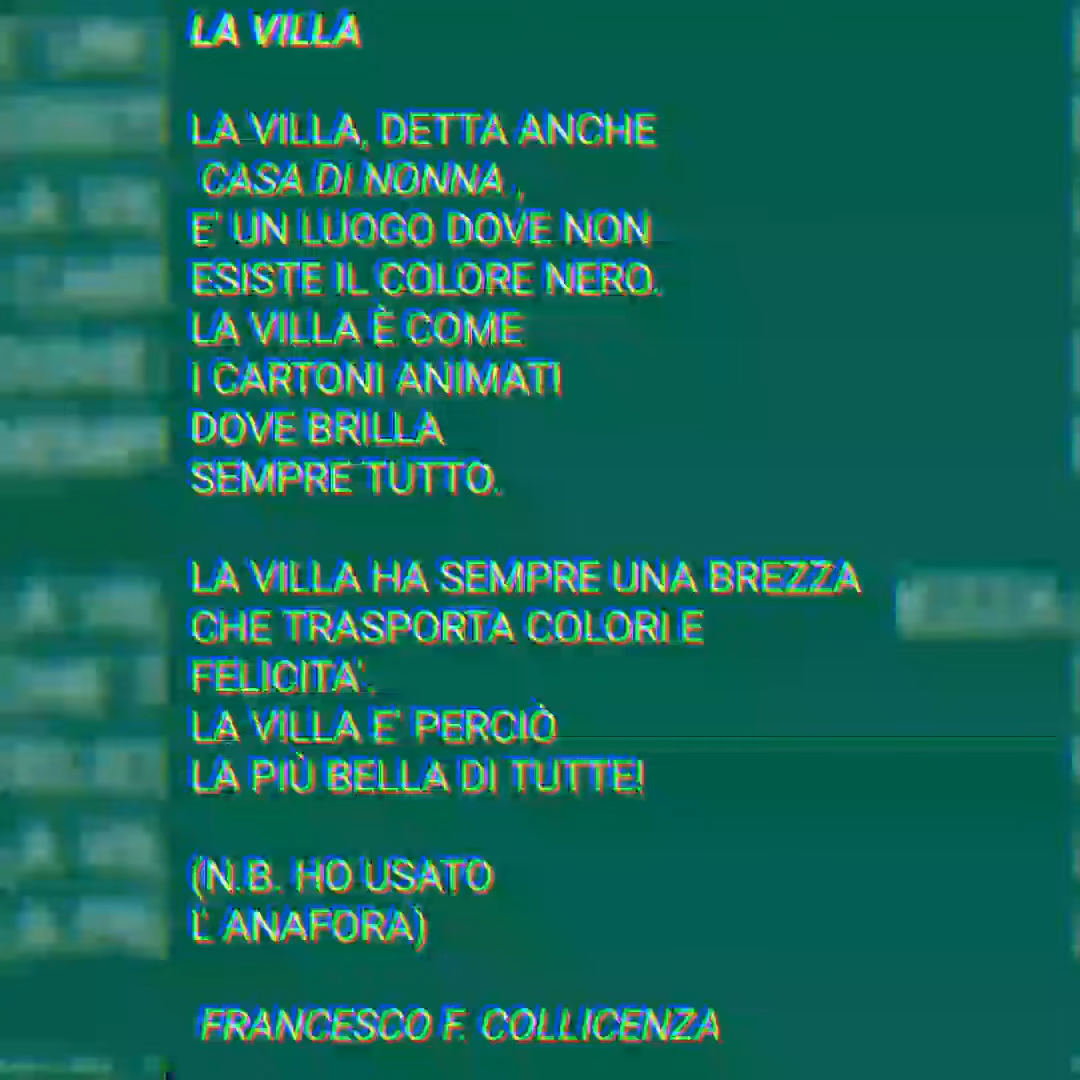 LA VILLA
LA VILLA, DETTA ANCHE
CASA DI NONNA ,
E' UN LUOGO DOVE NON
ESISTE IL COLORE NERO.
LA VILLA È COME
I CARTONI ANIMATI
DOVE BRILLA
SEMPRE TUTTO.
LA VILLA HA SEMPRE UNA BREZZA
CHE TRASPORTA COLORI E
FELICITA'.
LA VILLA E' PERCIÒ
LA PIÙ BELLA DI TUTTE!
(N.B. HO USATO
L' ANAFORA)
FRANCESCO F. COLLICENZA